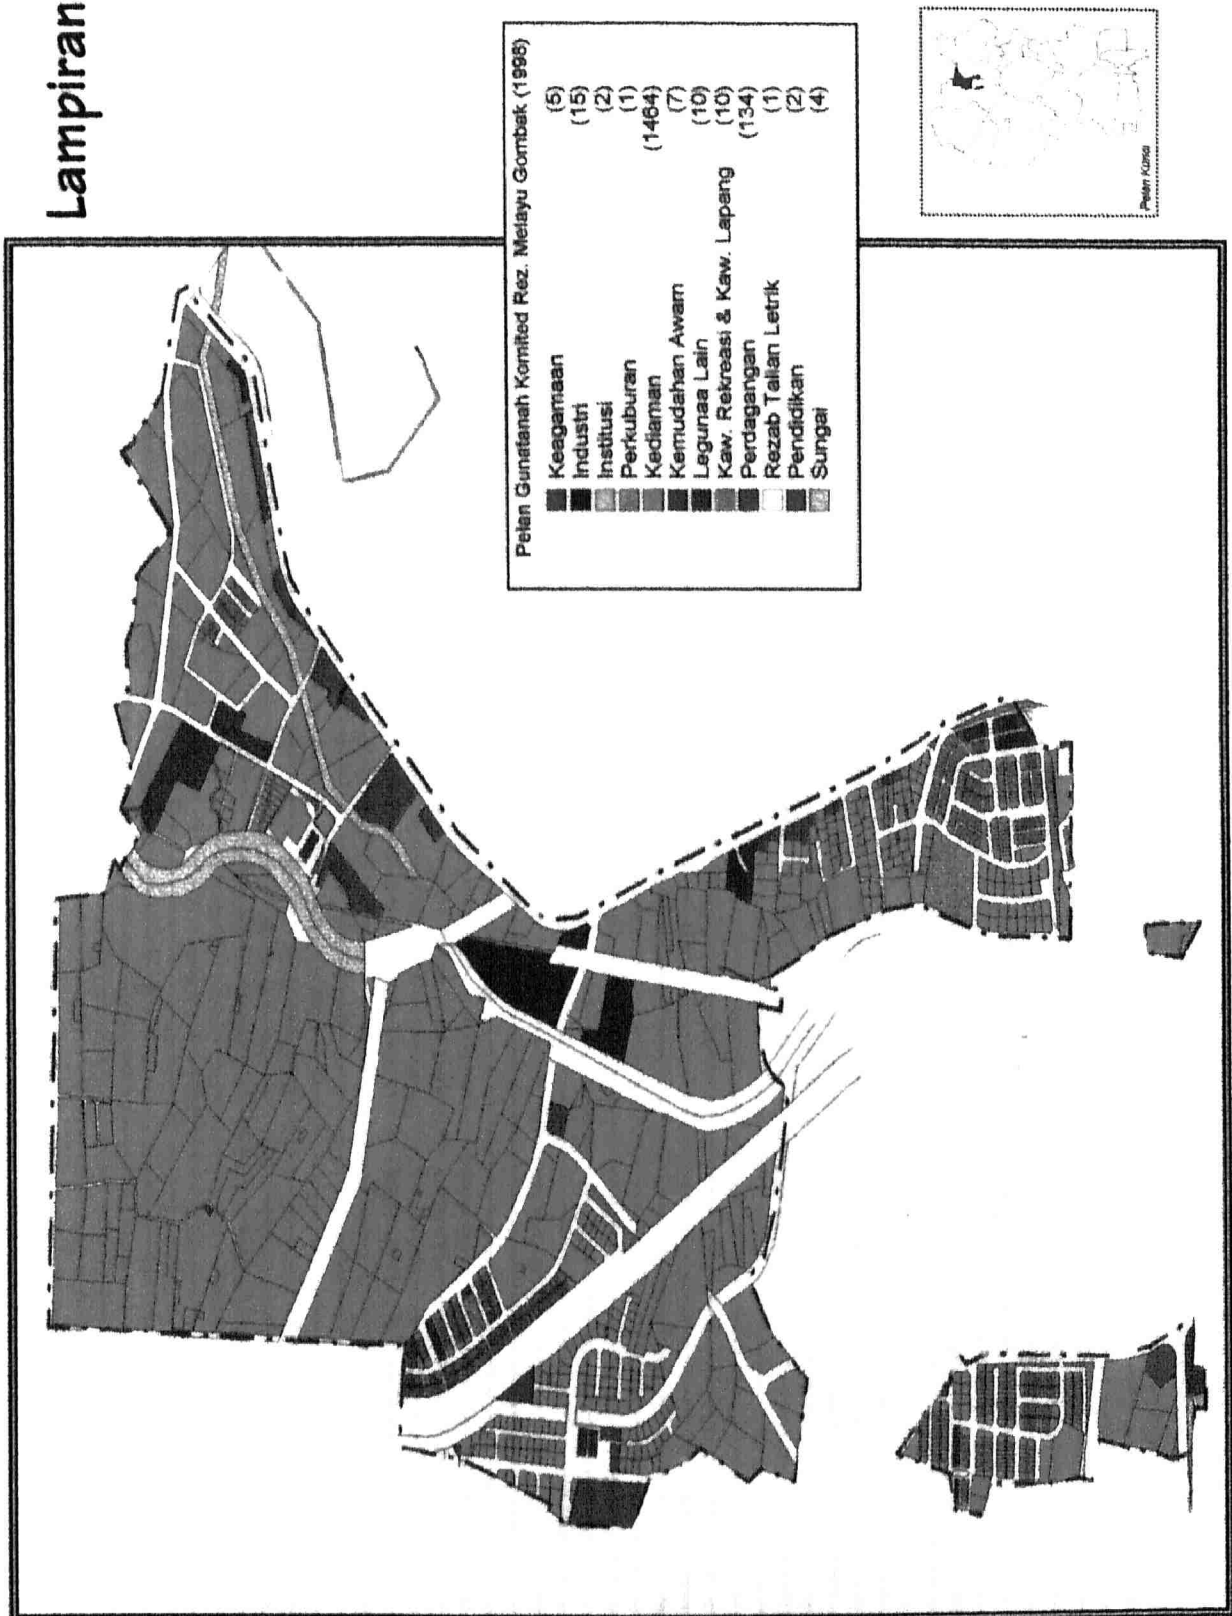 Lampiran
Pelan Gunatanah Komited Rez. Melayu Gombak (1998)
Keagamaan (5)
Industri (15)
Institusi (2)
Perkuburan (1)
Kediaman (1464)
Kemudahan Awam (7)
Legunaa Lain (10)
Kaw. Rekreasi & Kaw. Lapang (10)
Perdagangan (134)
Rezab Talian Letrik (1)
Pendidikan (2)
Sungai (4)
Pelan Kunci